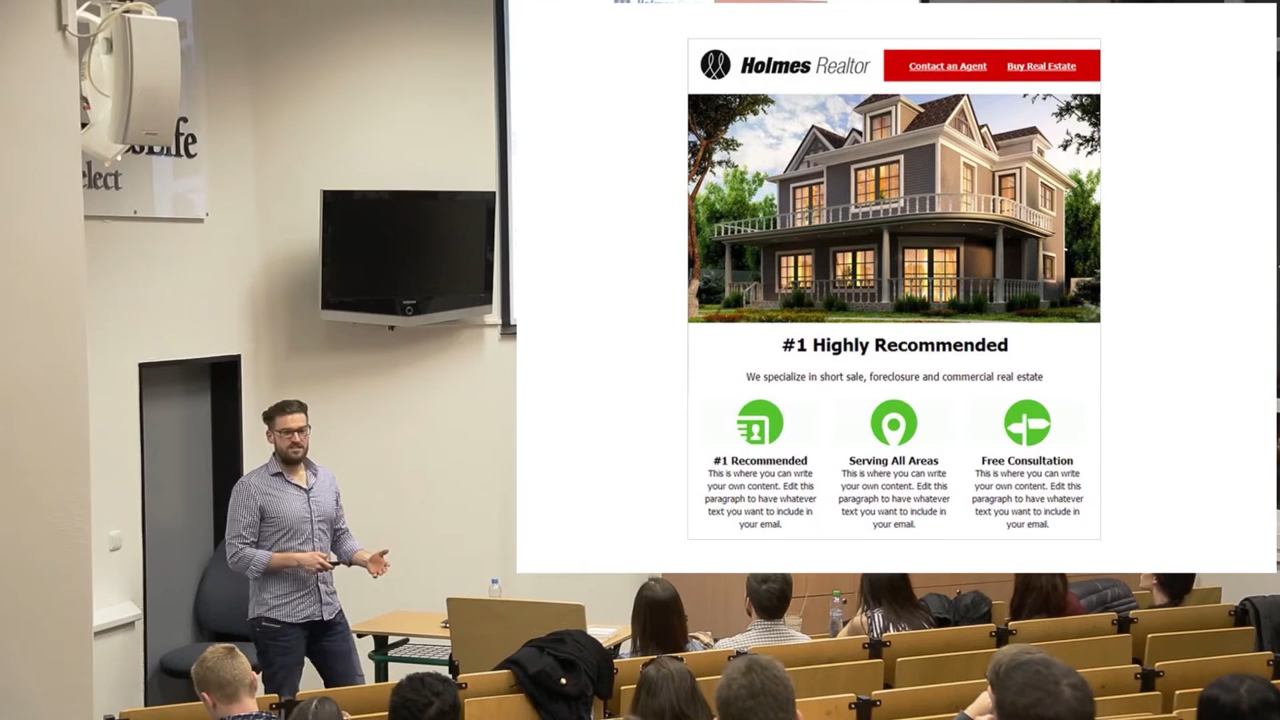 elect
Holmes Realtor
Contact an Agent
Buy Real Estate
#1 Highly Recommended
We specialize in short sale, foreclosure and commercial real estate
#1 Recommended
This is where you can write
your own content. Edit this
paragraph to have whatever
text you want to include in
your email.
Serving All Areas
This is where you can write
your own content. Edit this
paragraph to have whatever
text you want to include in
your email.
Free Consultation
This is where you can write
your own content. Edit this
paragraph to have whatever
text you want to include in
your email.